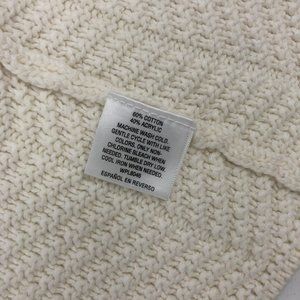 60% COTTON
40% ACRYLIC
MACHINE WASH COLD
GENTLE CYCLE WITH LIKE
COLORS, ONLY NON-
CHLORINE BLEACH WHEN
NEEDED. TUMBLE DRY LOW.
COOL IRON WHEN NEEDED.
WPL8046
ESPAÑOL EN REVERSO